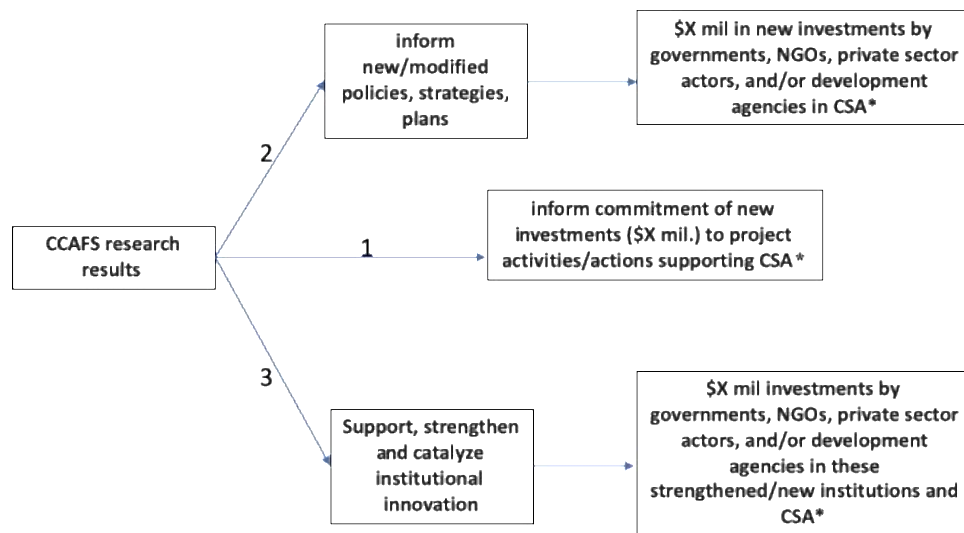 inform
new/modified
policies, strategies,
plans
$X mil in new investments by
governments, NGOs, private sector
actors, and/or development
agencies in CSA*
2
CCAFS research
results
1
inform commitment of new
investments ($X mil.) to project
activities/actions supporting CSA*
3
Support, strengthen
and catalyze
institutional
innovation
$X mil investments by
governments, NGOs, private sector
actors, and/or development
agencies in these
strengthened/new institutions and
CSA*